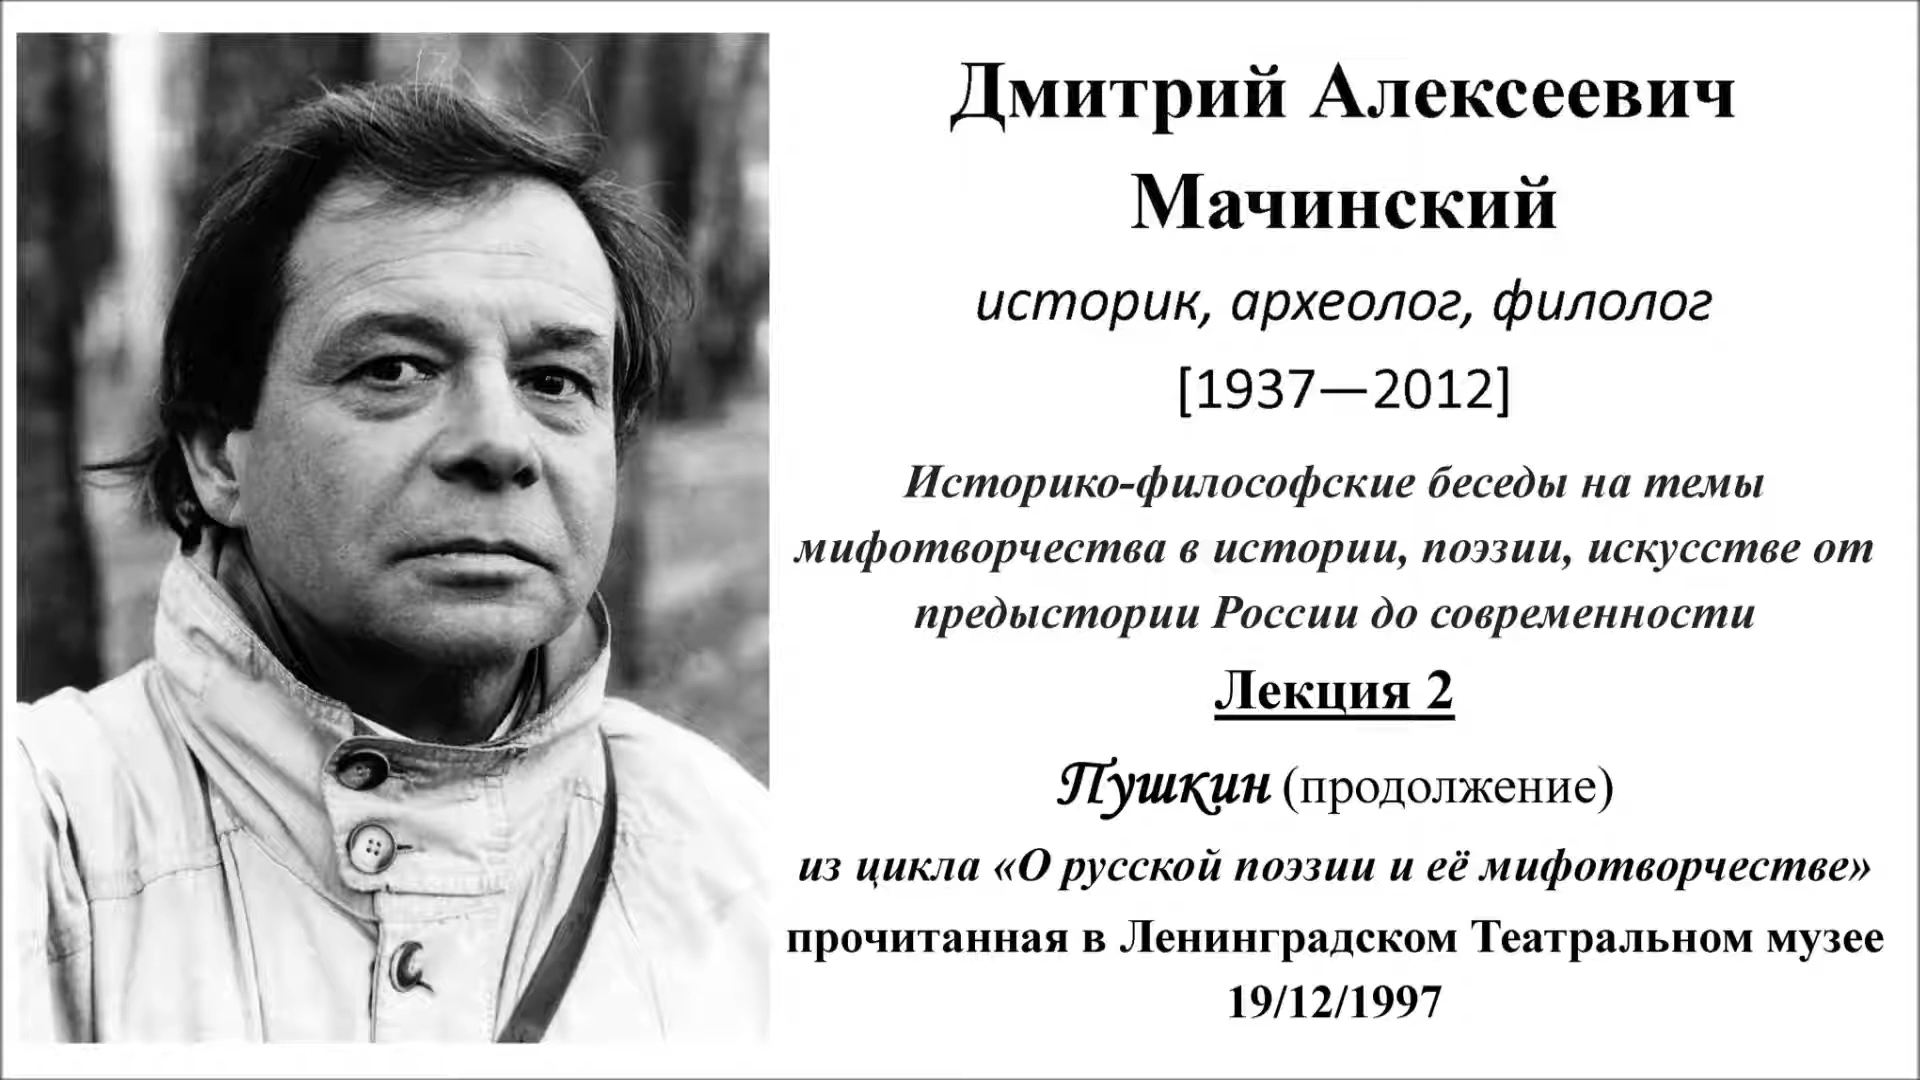 Дмитрий Алексеевич
Мачинский
историк, археолог, филолог
[1937—2012]
Историко-философские беседы на темы
мифотворчества в истории, поэзии, искусстве от
предыстории России до современности
Лекция 2
Пушкин (продолжение)
из цикла «О русской поэзии и её мифотворчестве»
прочитанная в Ленинградском Театральном музее
19/12/1997